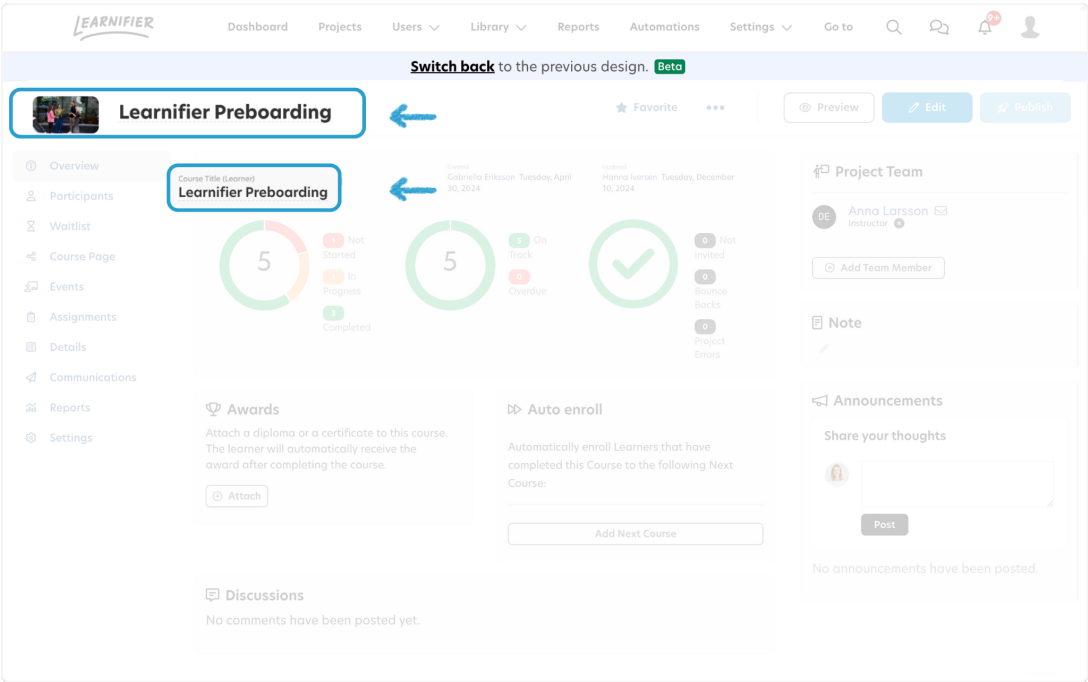 LEARNIFIER
Dashboard Projects Users Library Reports Automations Settings Go to 9+
Switch back to the previous design. Beta
Learnifier Preboarding
Favorite
Preview
Edit
Publish
Overview
Participants
Waitlist
Course Page
Events
Assignments
Details
Communications
Reports
Settings
Course Title (Learner)
Learnifier Preboarding
Created
Gabriella Eriksson Tuesday, April
30, 2024
Updated
Hanna Iversen Tuesday, December
10, 2024
5
1 Not
Started
1 In
Progress
3
Completed
5
5 On
Track
0
Overdue
0 Not
Invited
0
Bounce
Backs
0
Project
Errors
Awards
Attach a diploma or a certificate to this course.
The learner will automatically receive the
award after completing the course.
Attach
Auto enroll
Automatically enroll Learners that have
completed this Course to the following Next
Course:
Add Next Course
Discussions
No comments have been posted yet.
Project Team
DE
Anna Larsson
Instructor
Add Team Member
Note
Announcements
Share your thoughts
Post
No announcements have been posted.